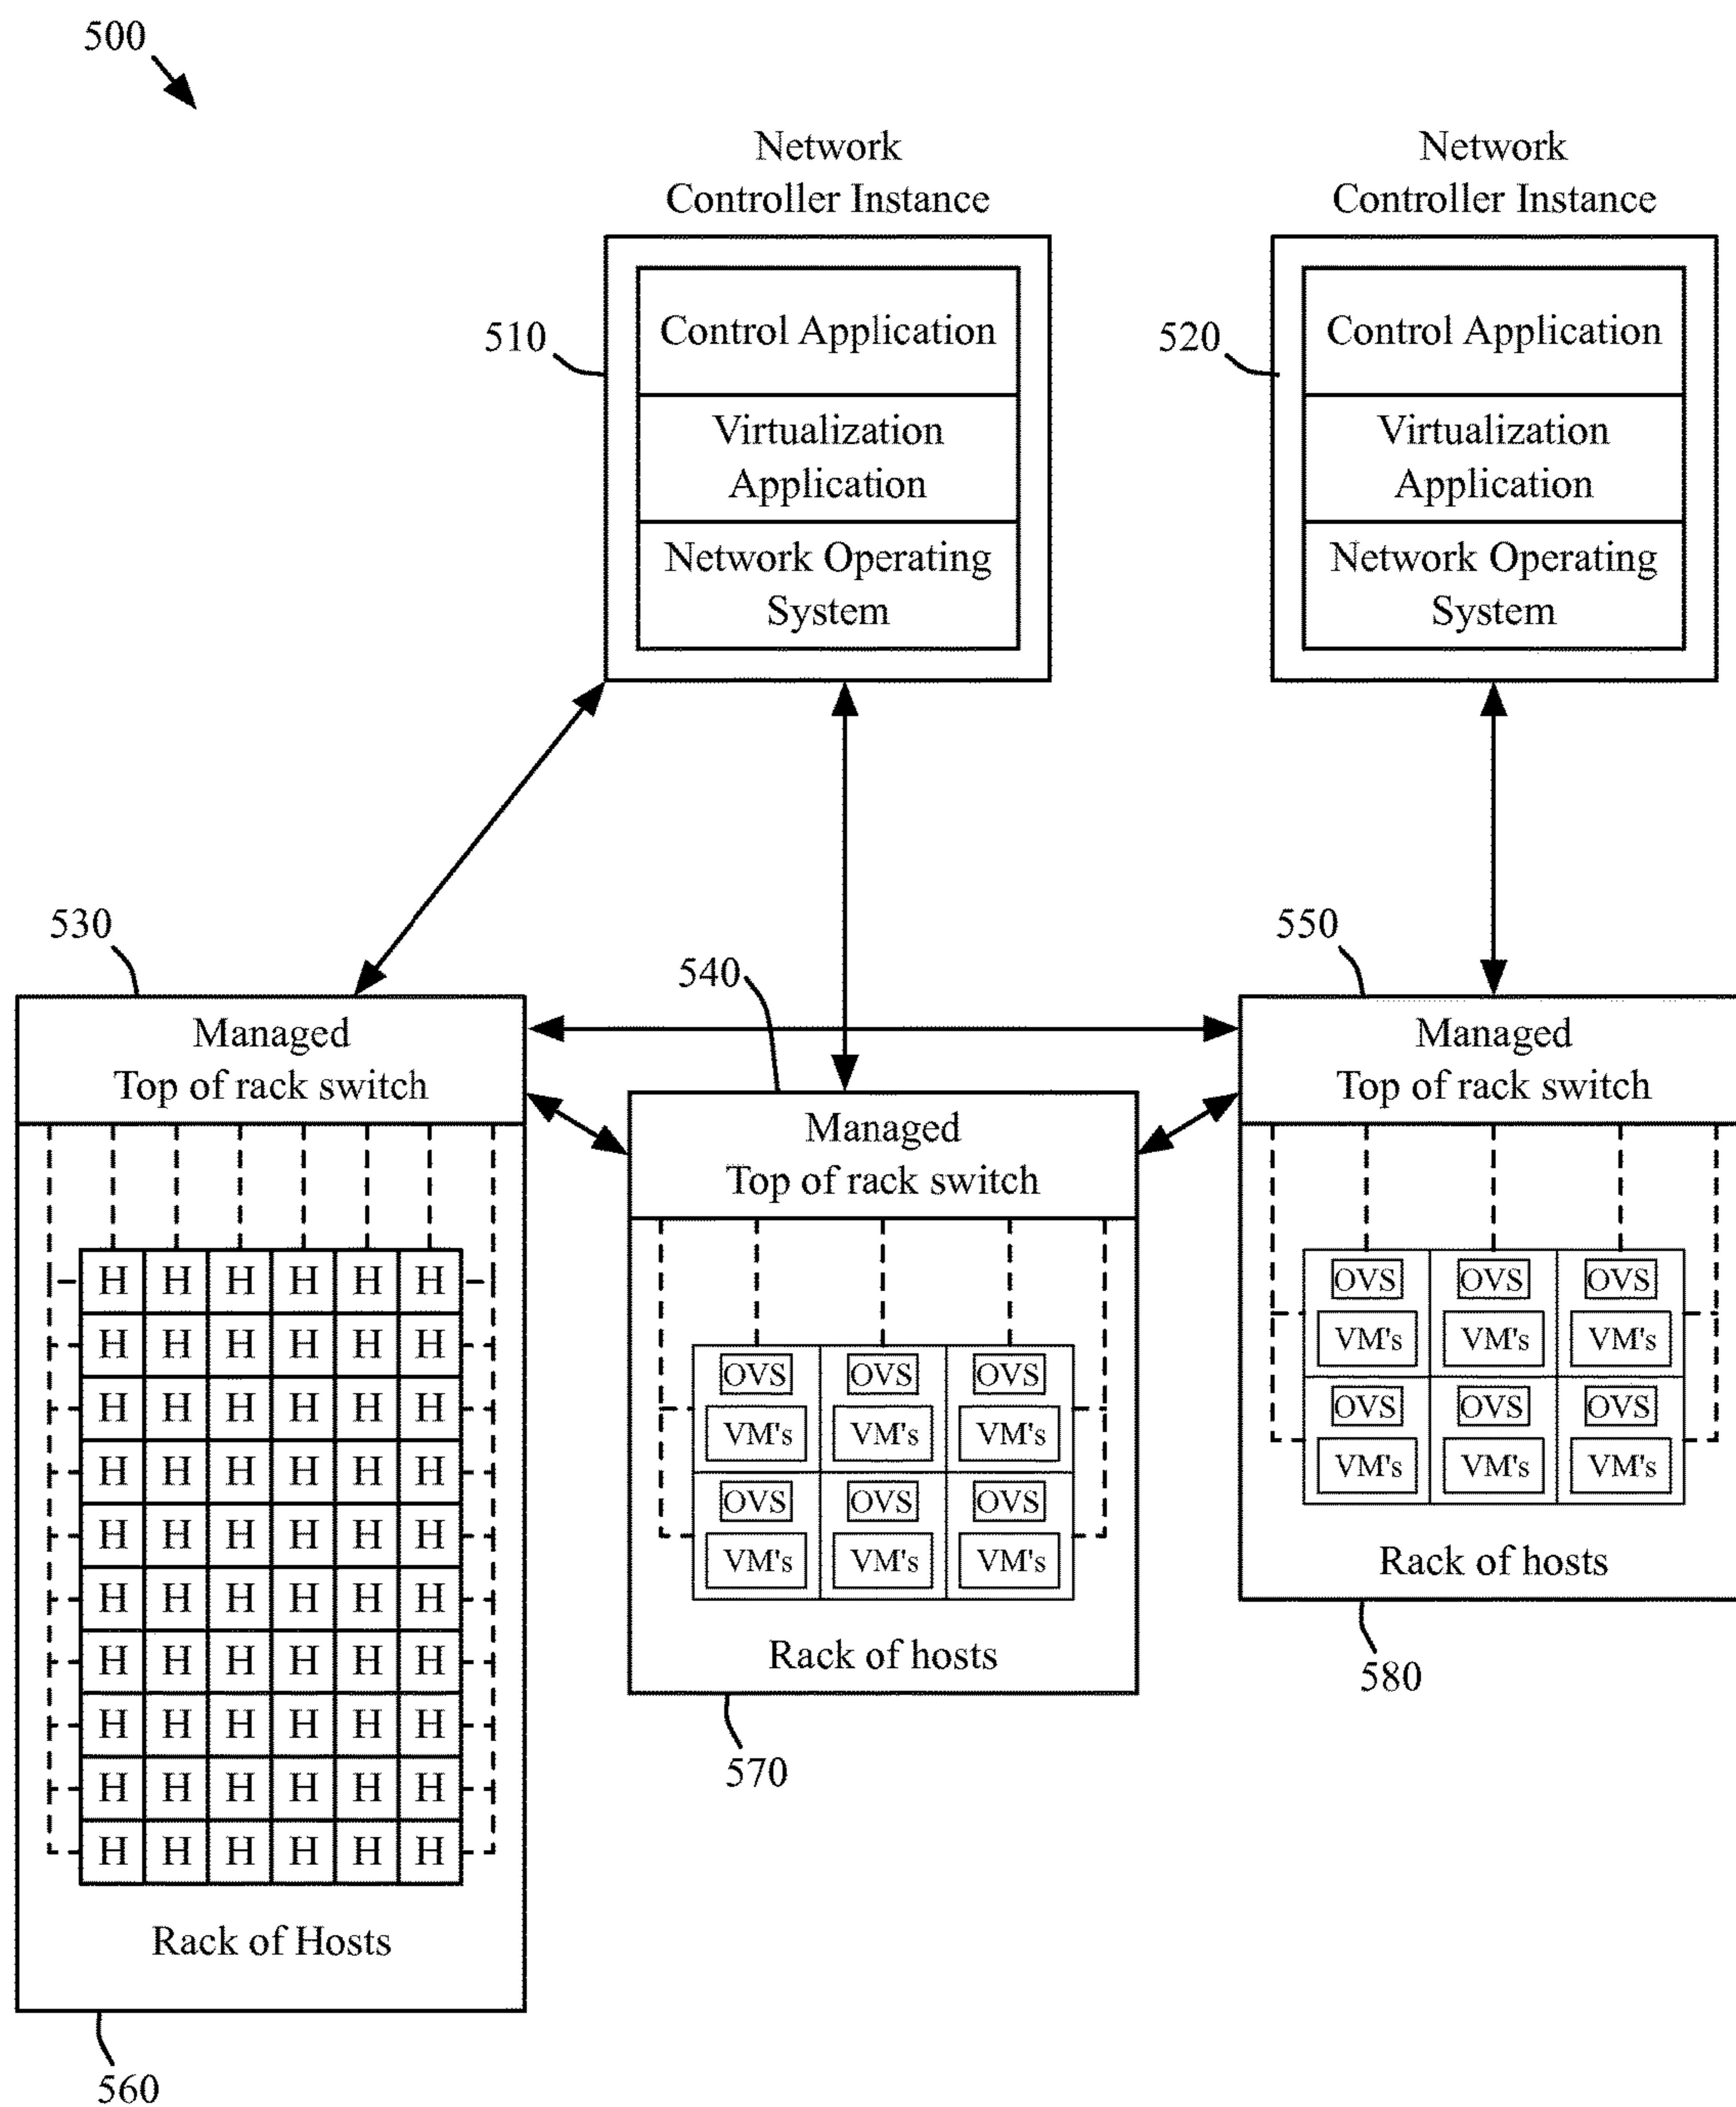 500
Network
Controller Instance
Network
Controller Instance
510
Control Application
Virtualization
Application
Network Operating
System
520
Control Application
Virtualization
Application
Network Operating
System
530
Managed
Top of rack switch
540
Managed
Top of rack switch
550
Managed
Top of rack switch
H H H H H H
H H H H H H
H H H H H H
H H H H H H
H H H H H H
H H H H H H
H H H H H H
H H H H H H
H H H H H H
H H H H H H
Rack of Hosts
560
OVS OVS OVS
VM's VM's VM's
OVS OVS OVS
VM's VM's VM's
Rack of hosts
570
OVS OVS OVS
VM's VM's VM's
OVS OVS OVS
VM's VM's VM's
Rack of hosts
580